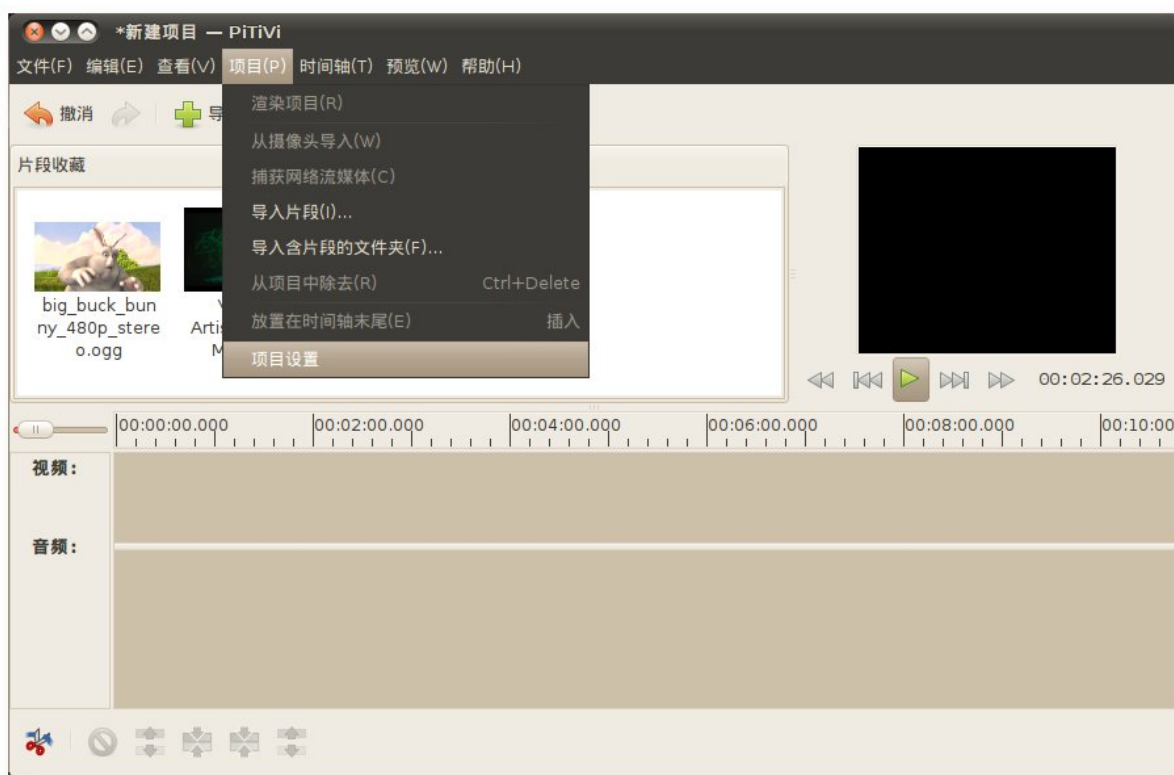 *新建项目 — PiTiVi
文件(F) 编辑(E) 查看(V) 项目(P) 时间轴(T) 预览(W) 帮助(H)
撤消
渲染项目(R)
从摄像头导入(W)
捕获网络流媒体(C)
导入片段(I)...
导入含片段的文件夹(F)...
从项目中除去(R) Ctrl+Delete
放置在时间轴末尾(E) 插入
项目设置
片段收藏
big_buck_bun
ny_480p_stere
o.ogg
00:02:26.029
00:00:00.000 00:02:00.000 00:04:00.000 00:06:00.000 00:08:00.000 00:10:00
视频：
音频：